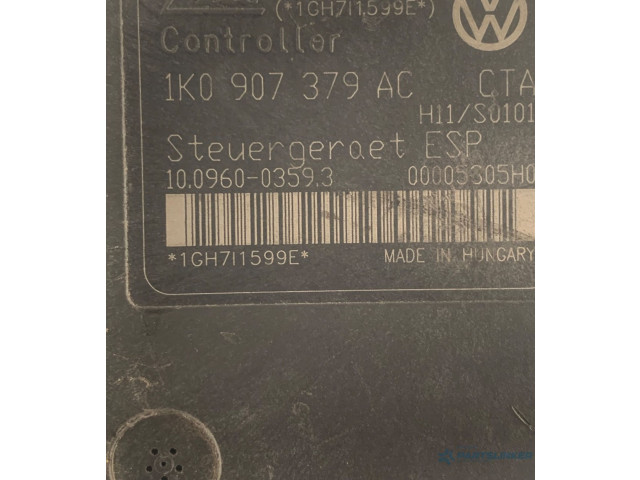 (*1GH7I1599E*)
Controller
1K0 907 379 AC CTA
H11/S0101
Steuergeraet ESP
10.0960-0359.3 00005305H0
*1GH7I1599E* MADE IN HUNGARY